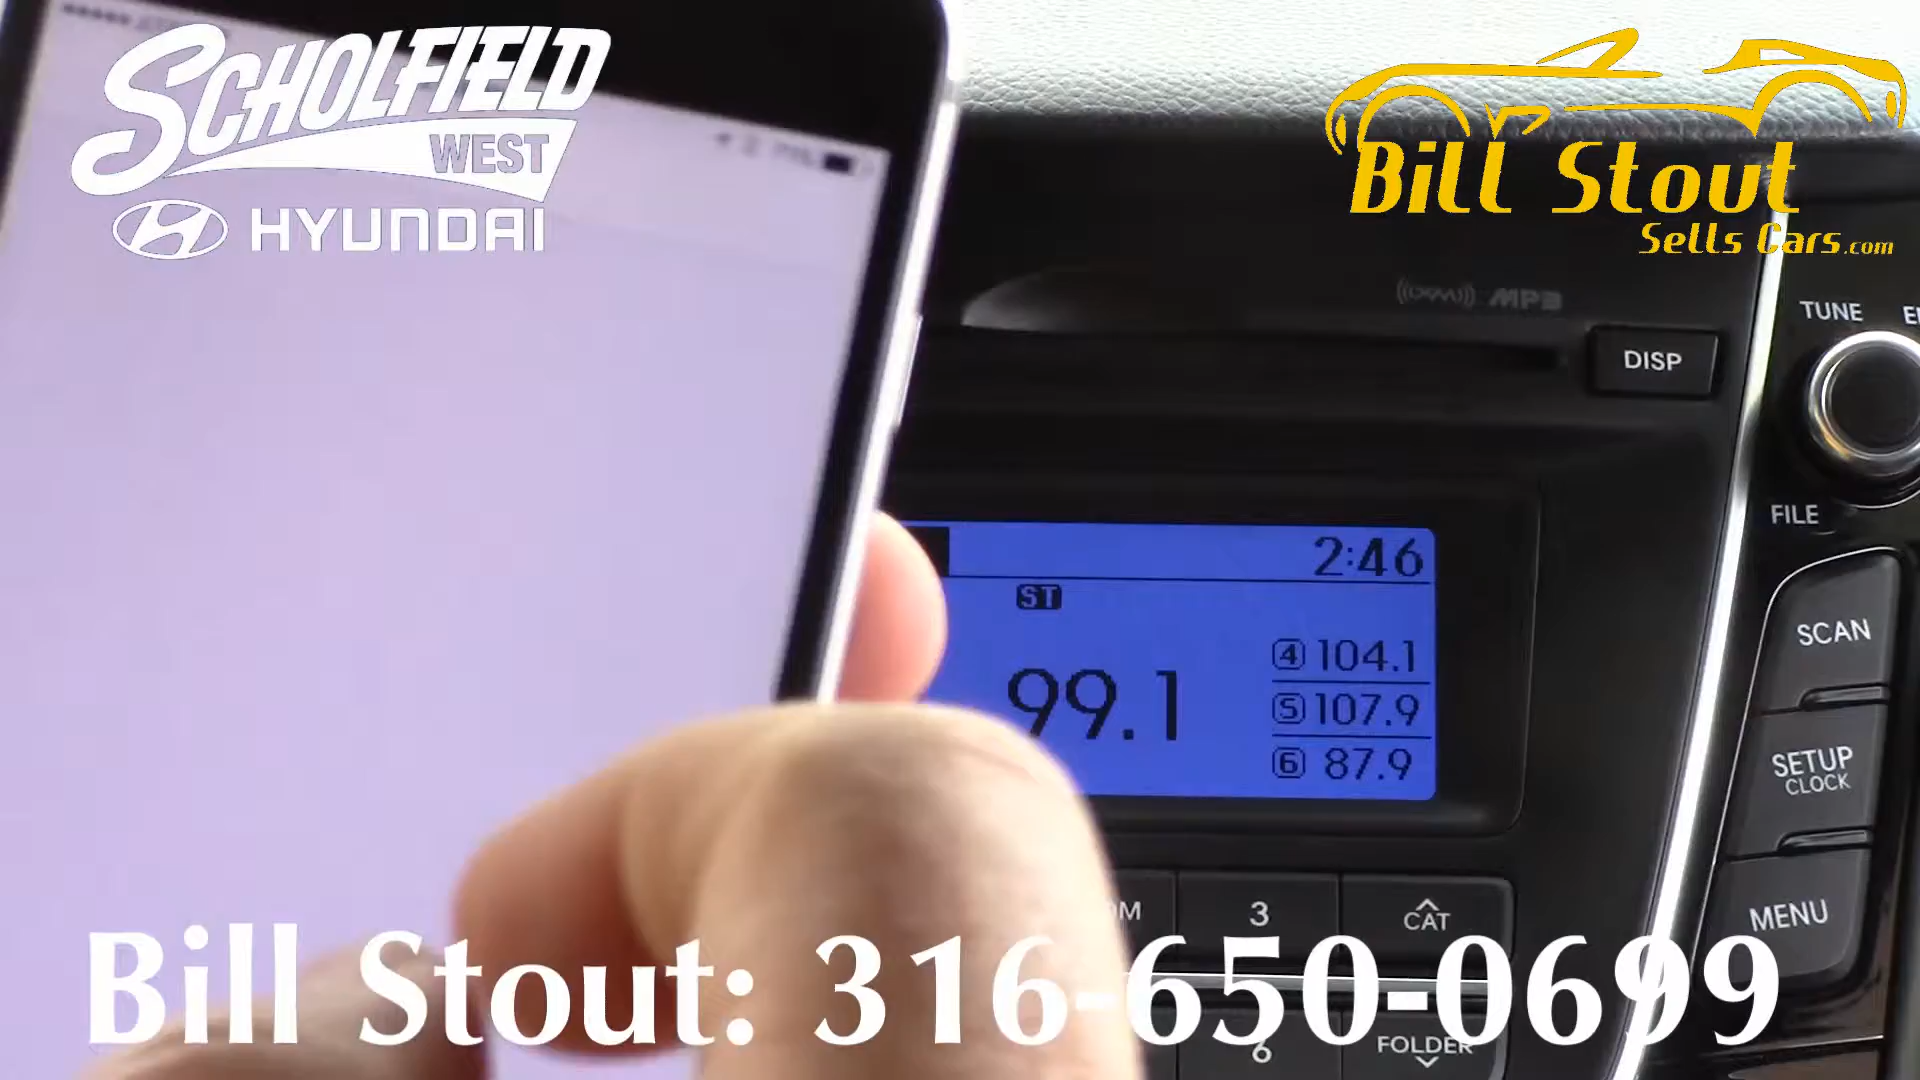 SCHOLFIELD
WEST
HYUNDAI
Bill Stout
Sells Cars.com
((XM)) MP3
TUNE
DISP
FILE
2:46
ST
99.1
4 104.1
5 107.9
6 87.9
SCAN
SETUP
CLOCK
MENU
3
CAT
6
FOLDER
Bill Stout: 316-650-0699